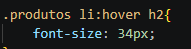 .produtos li:hover h2{
    font-size: 34px;